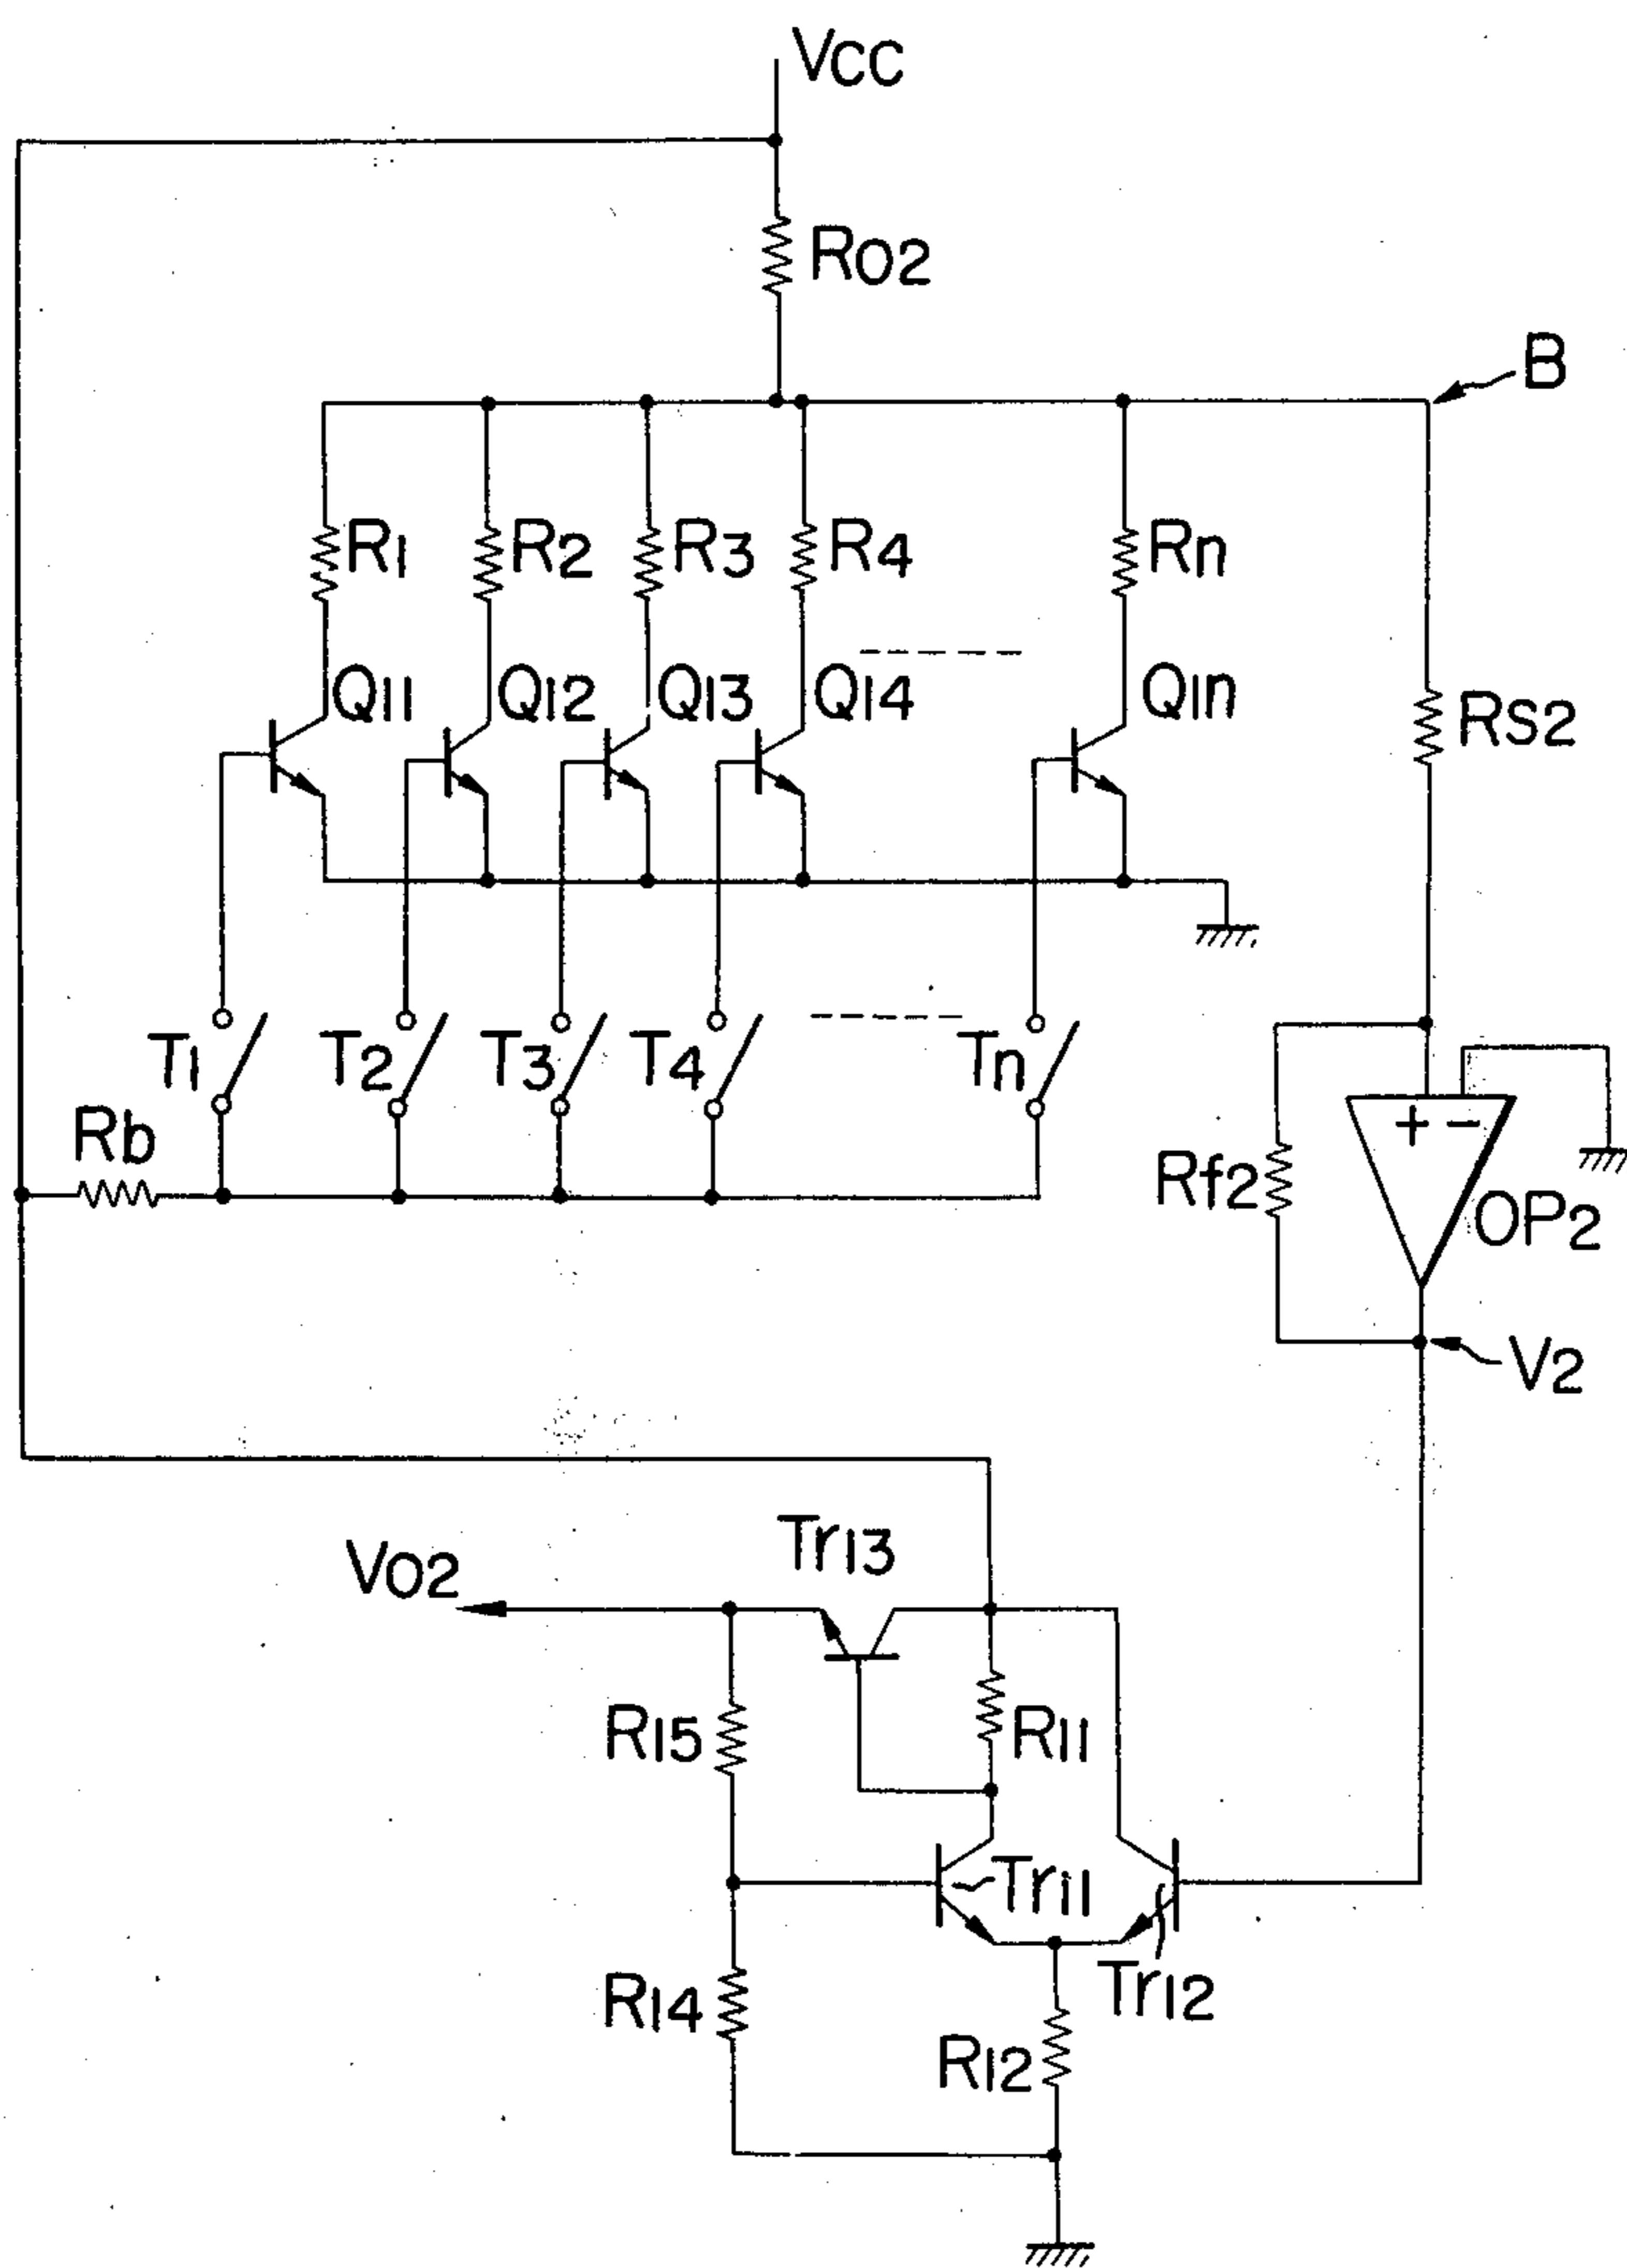 VCC
RO2
B
R1 R2 R3 R4 Rn
Q11 Q12 Q13 Q14 Q1n
RS2
T1 T2 T3 T4 Tn
Rb
+ −
Rf2
OP2
V2
Tr13
VO2
R15
R11
Tr11
Tr12
R14
R12